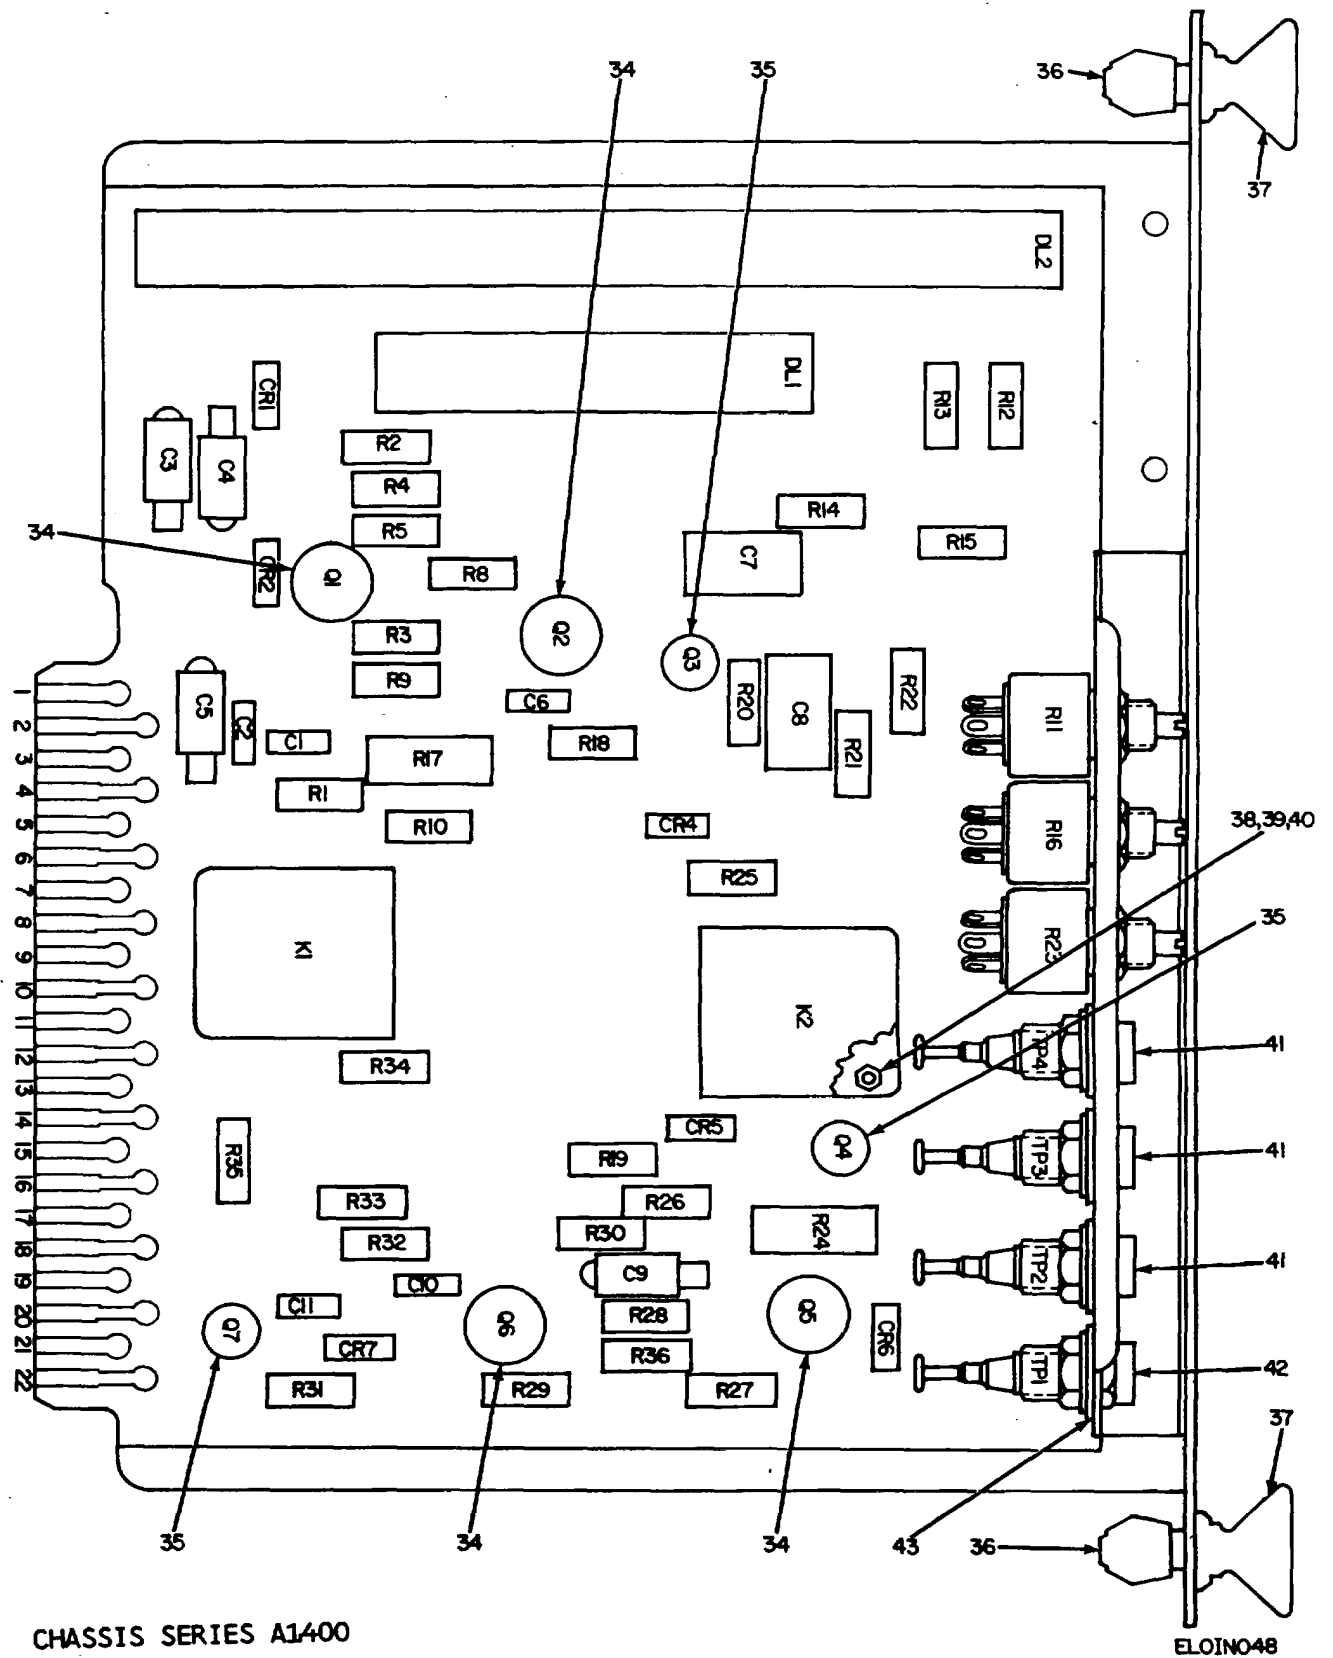 34
35
36
37
DL2
DL1
CR1
R13
R12
R2
C3
C4
R4
R14
R5
R15
34
CR2
Q1
R8
C7
Q2
R3
Q3
R9
R20
C8
R22
C5
C6
R11
1
2
C2
C1
R18
R21
3
R17
4
R1
5
R10
CR4
R16
38,39,40
6
R25
7
8
35
9
K1
R23
10
K2
11
12
R34
TP4
41
13
14
CR5
Q4
15
R35
R19
TP3
41
16
R33
R26
17
R30
R24
18
R32
TP2
41
19
C10
C9
20
C11
R28
Q7
Q6
Q5
CR6
21
CR7
R36
22
R31
R29
R27
TP1
42
37
35
34
34
43
36
CHASSIS SERIES A1400
EL0IN048